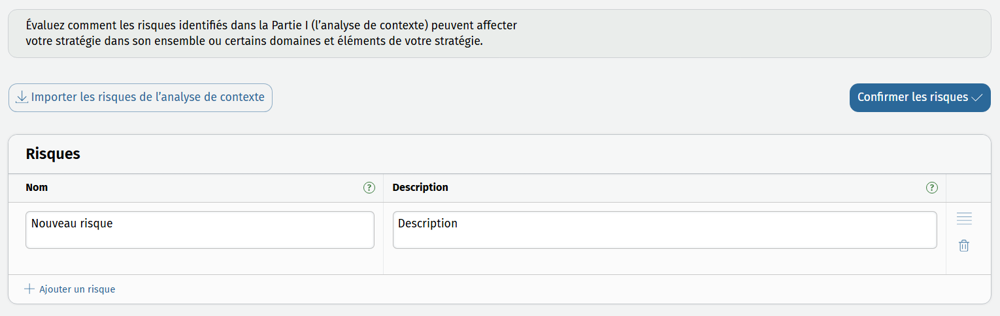 Évaluez comment les risques identifiés dans la Partie I (l’analyse de contexte) peuvent affecter
votre stratégie dans son ensemble ou certains domaines et éléments de votre stratégie.
Importer les risques de l’analyse de contexte
Confirmer les risques
Risques
Nom ?
Description ?
Nouveau risque
Description
Ajouter un risque